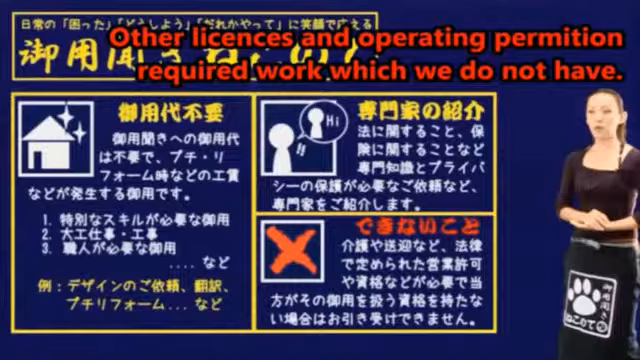 日常の「困った」「どうしよう」「だれかやって」に笑顔で応える
御用聞き
Other licences and operating permition
required work which we do not have.
御用代不要
御用聞きへの御用代
は不要で、プチ・リ
フォーム時などの工賃
などが発生する御用です。
1. 特別なスキルが必要な御用
2. 大工仕事・工事
3. 職人が必要な御用
.... など
例：デザインのご依頼、翻訳、
プチリフォーム... など
Hi
!!
専門家の紹介
法に関すること、保
険に関することなど
専門知識とプライバ
シーの保護が必要なご依頼など、
専門家をご紹介します。
できないこと
介護や送迎など、法律
で定められた営業許可
や資格などが必要で当
方がその御用を扱う資格を持たな
い場合はお引き受けできません。
御用聞き
ねこのて